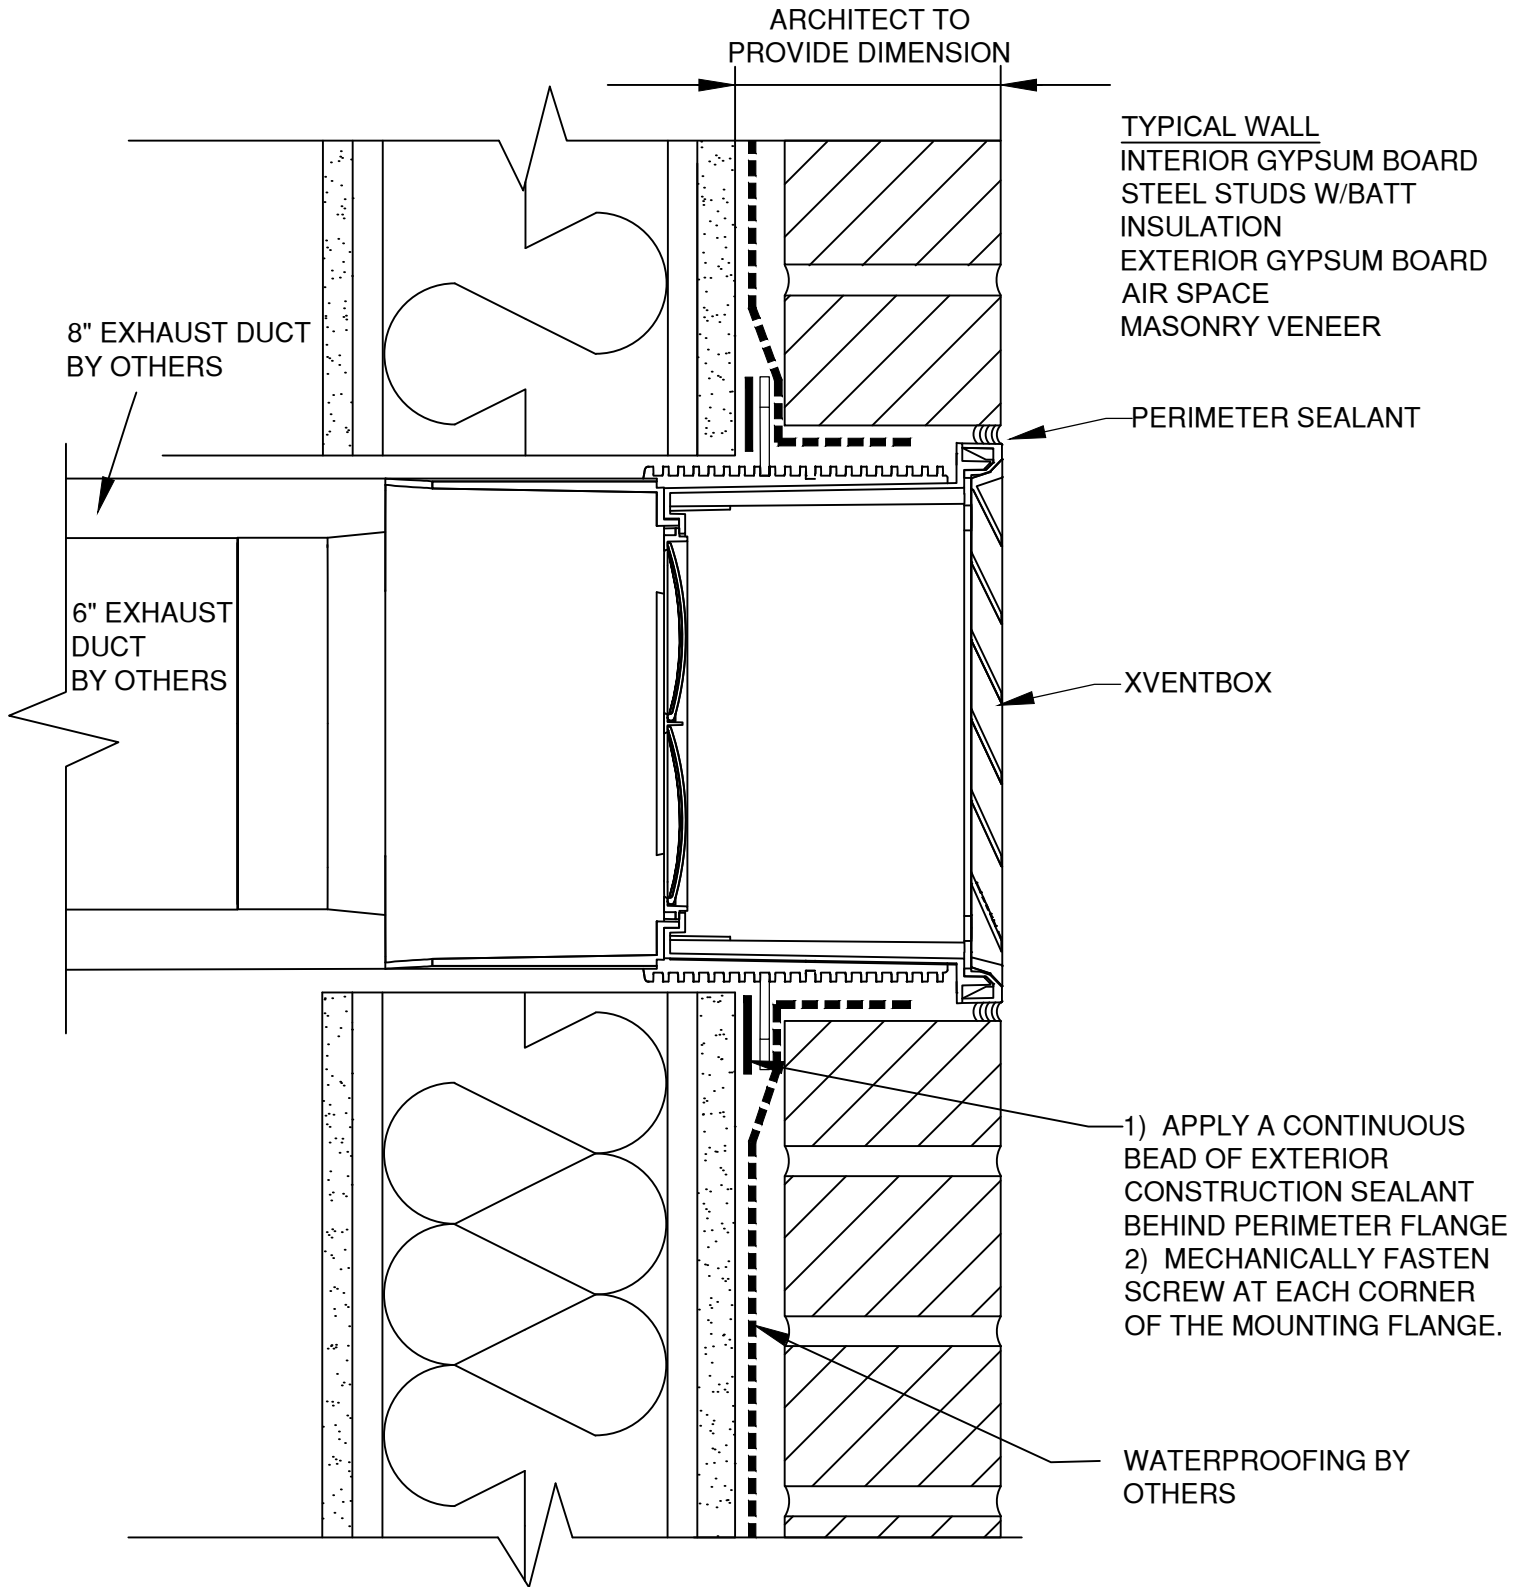 ARCHITECT TO
PROVIDE DIMENSION
TYPICAL WALL
INTERIOR GYPSUM BOARD
STEEL STUDS W/BATT
INSULATION
EXTERIOR GYPSUM BOARD
AIR SPACE
MASONRY VENEER
8" EXHAUST DUCT
BY OTHERS
PERIMETER SEALANT
6" EXHAUST
DUCT
BY OTHERS
XVENTBOX
1) APPLY A CONTINUOUS
BEAD OF EXTERIOR
CONSTRUCTION SEALANT
BEHIND PERIMETER FLANGE
2) MECHANICALLY FASTEN
SCREW AT EACH CORNER
OF THE MOUNTING FLANGE.
WATERPROOFING BY
OTHERS